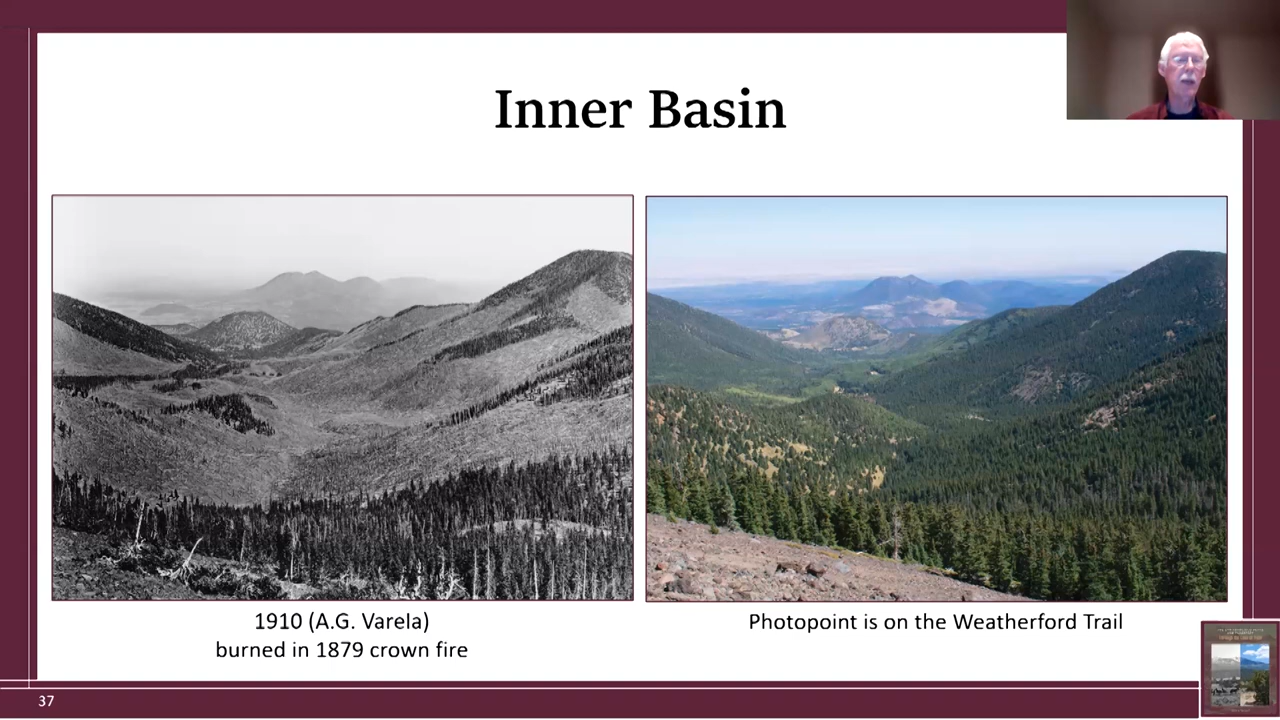 Inner Basin
1910 (A.G. Varela)
burned in 1879 crown fire
Photopoint is on the Weatherford Trail
37